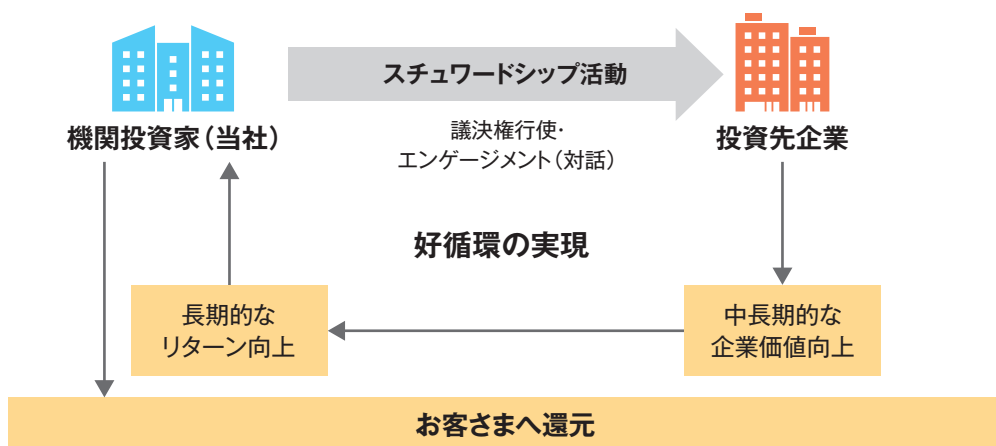 スチュワードシップ活動
機関投資家（当社）
議決権行使・
エンゲージメント（対話）
投資先企業
好循環の実現
長期的な
リターン向上
中長期的な
企業価値向上
お客さまへ還元